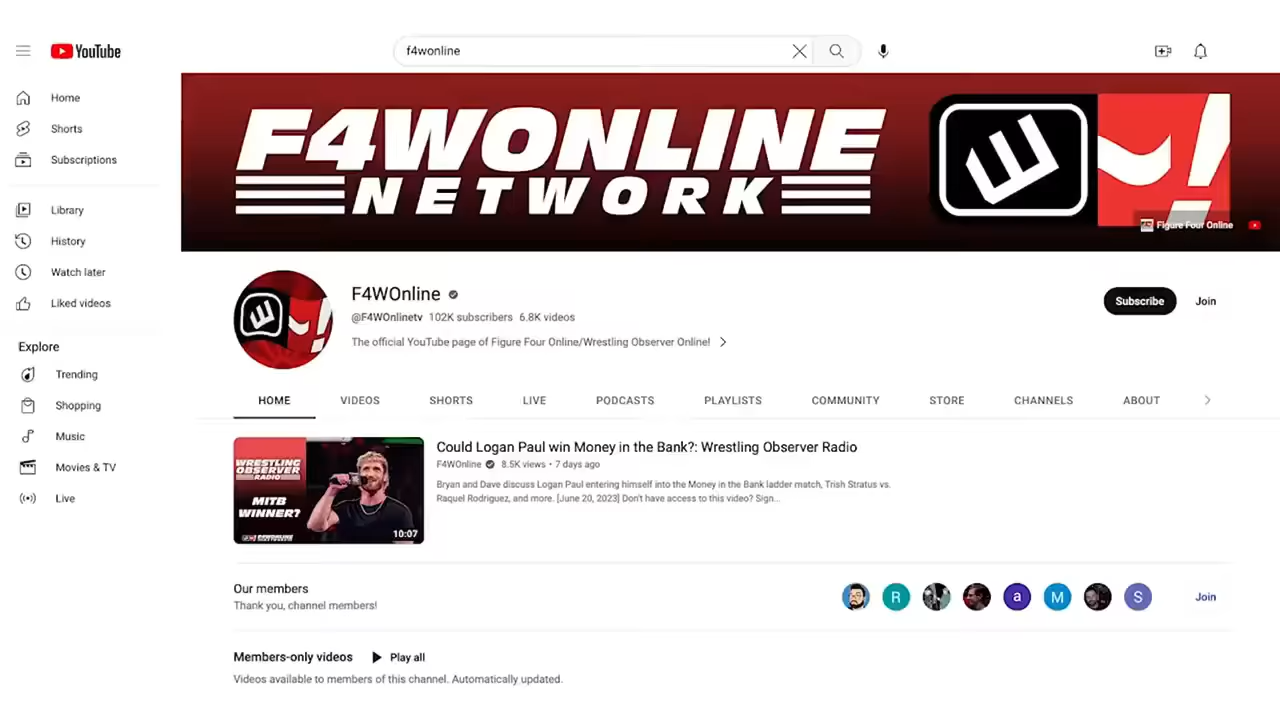 YouTube
f4wonline
Home
Shorts
Subscriptions
Library
History
Watch later
Liked videos
Explore
Trending
Shopping
Music
Movies & TV
Live
F4WONLINE
NETWORK
Figure Four Online
F4WOnline
@F4WOnlinetv 102K subscribers 6.8K videos
The official YouTube page of Figure Four Online/Wrestling Observer Online!
Subscribe
Join
HOME VIDEOS SHORTS LIVE PODCASTS PLAYLISTS COMMUNITY STORE CHANNELS ABOUT
WRESTLING
OBSERVER
RADIO
MITB
WINNER?
10:07
Could Logan Paul win Money in the Bank?: Wrestling Observer Radio
F4WOnline 8.5K views • 7 days ago
Bryan and Dave discuss Logan Paul entering himself into the Money in the Bank ladder match, Trish Stratus vs.
Raquel Rodriguez, and more. [June 20, 2023] Don't have access to this video? Sign...
Our members
Thank you, channel members!
R
a
M
S
Join
Members-only videos Play all
Videos available to members of this channel. Automatically updated.